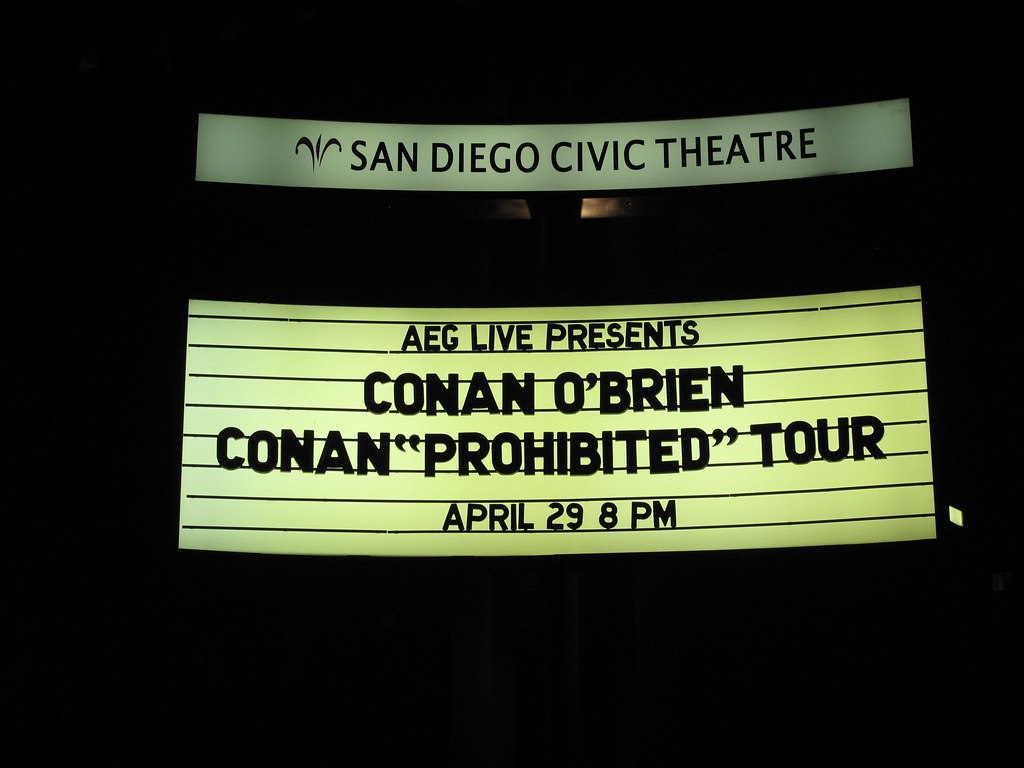 SAN DIEGO CIVIC THEATRE
AEG LIVE PRESENTS
CONAN O'BRIEN
CONAN “PROHIBITED” TOUR
APRIL 29 8 PM